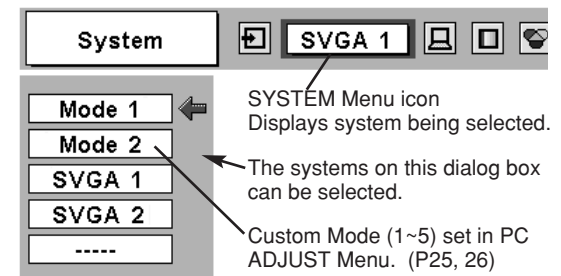 System
SVGA 1
Mode 1
Mode 2
SVGA 1
SVGA 2
-----
SYSTEM Menu icon
Displays system being selected.
The systems on this dialog box
can be selected.
Custom Mode (1~5) set in PC
ADJUST Menu.  (P25, 26)